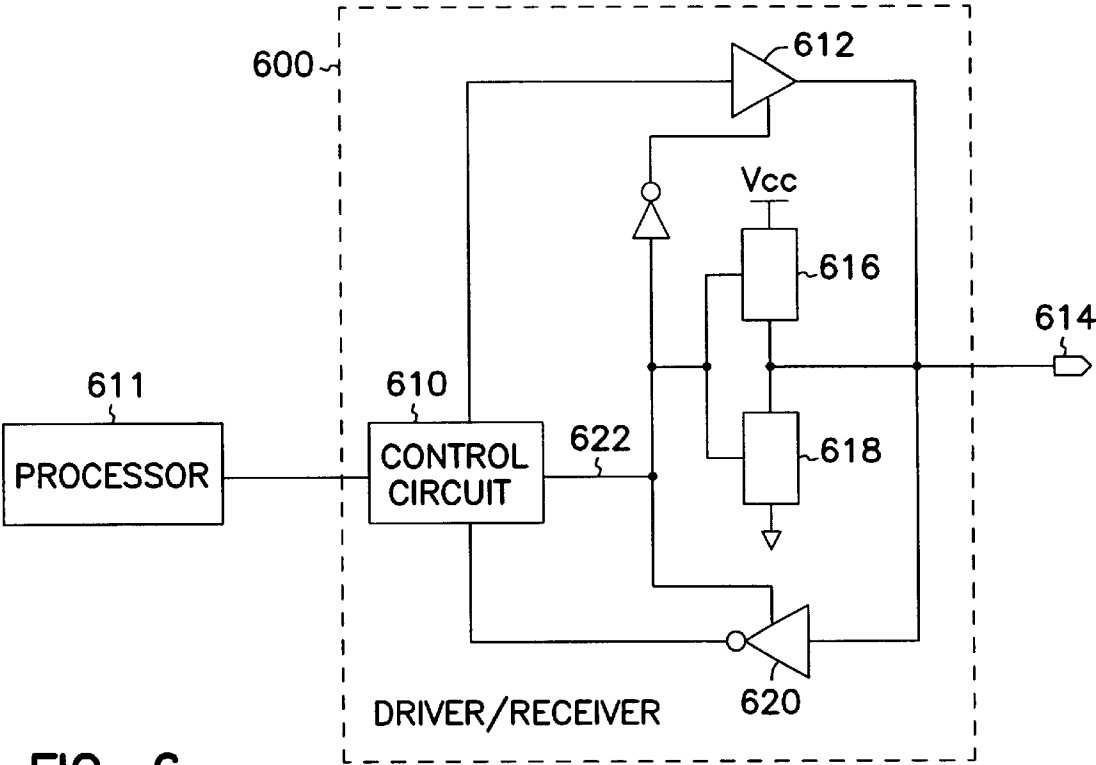 600
612
Vcc
616
614
611
610
622
PROCESSOR
CONTROL
CIRCUIT
618
620
DRIVER/RECEIVER